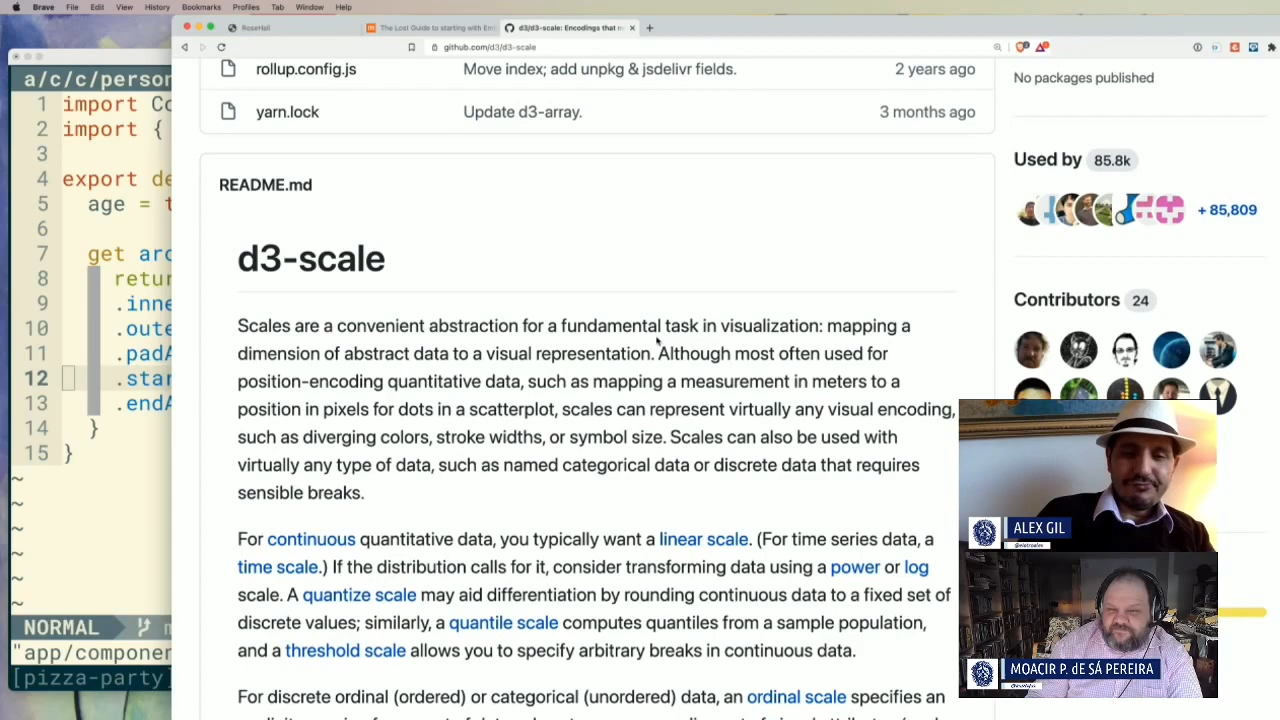 Brave File Edit View History Bookmarks Profiles Tab Window Help
RoseHall
The Lost Guide to starting with Em
d3/d3-scale: Encodings that m
github.com/d3/d3-scale
rollup.config.js Move index; add unpkg & jsdelivr fields. 2 years ago
yarn.lock Update d3-array. 3 months ago
README.md
d3-scale
Scales are a convenient abstraction for a fundamental task in visualization: mapping a
dimension of abstract data to a visual representation. Although most often used for
position-encoding quantitative data, such as mapping a measurement in meters to a
position in pixels for dots in a scatterplot, scales can represent virtually any visual encoding,
such as diverging colors, stroke widths, or symbol size. Scales can also be used with
virtually any type of data, such as named categorical data or discrete data that requires
sensible breaks.
For continuous quantitative data, you typically want a linear scale. (For time series data, a
time scale.) If the distribution calls for it, consider transforming data using a power or log
scale. A quantize scale may aid differentiation by rounding continuous data to a fixed set of
discrete values; similarly, a quantile scale computes quantiles from a sample population,
and a threshold scale allows you to specify arbitrary breaks in continuous data.
For discrete ordinal (ordered) or categorical (unordered) data, an ordinal scale specifies an
No packages published
Used by 85.8k
+ 85,809
Contributors 24
a/c/c/person
1 import Co
2 import {
3
4 export de
5 age = t
6
7 get arc
8 retur
9 .inne
10 .oute
11 .padA
12 .star
13 .endA
14 }
15 }
~
~
~
~
~
~
NORMAL
"app/componen
[pizza-party]
ALEX GIL
@elotroalex
MOACIR P. dE SÁ PEREIRA